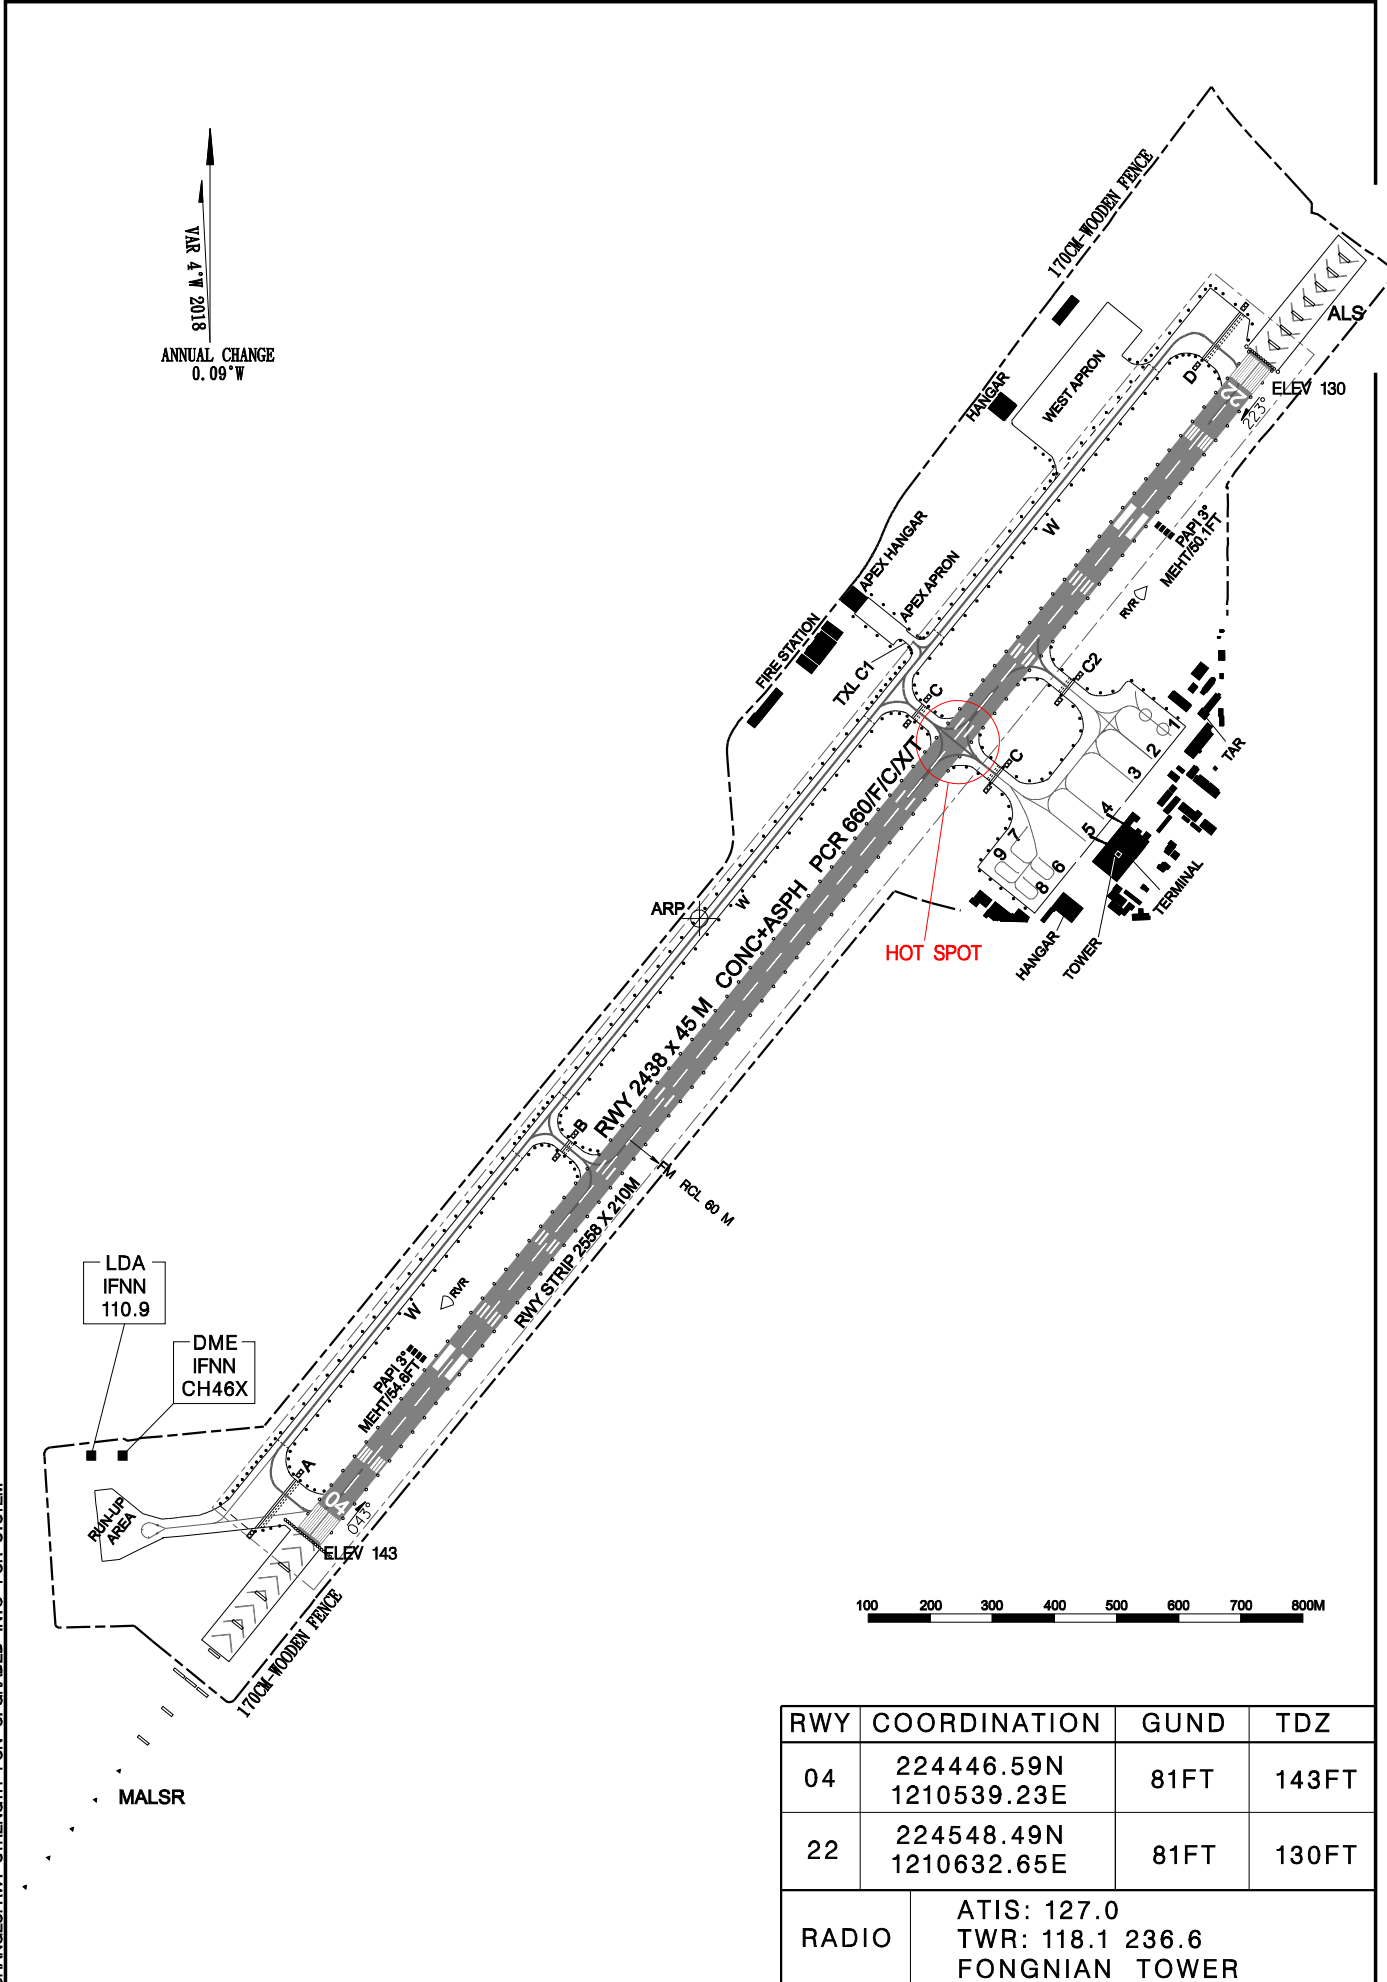 170CM-WOODEN FENCE
VAR 4°W 2018
ANNUAL CHANGE
0.09°W
ALS
ELEV 130
D
22
223°
HANGAR
WEST APRON
W
PAPI 3°
MEHT/50.1FT
RVR
APEX HANGAR
APEX APRON
FIRE STATION
TXL C1
C
C2
C
1
2
3
4
5
6
7
8
9
TAR
TERMINAL
TOWER
HANGAR
HOT SPOT
ARP
W
RWY 2438 x 45 M CONC+ASPH PCR 660/F/C/X/T
B
FM RCL 60 M
RWY STRIP 2558 X 210M
LDA
IFNN
110.9
DME
IFNN
CH46X
W
RVR
PAPI 3°
MEHT/54.6FT
A
04
043°
RUN-UP
AREA
ELEV 143
170CM-WOODEN FENCE
MALSR
100 200 300 400 500 600 700 800M
RWY COORDINATION GUND TDZ
04 224446.59N 1210539.23E 81FT 143FT
22 224548.49N 1210632.65E 81FT 130FT
RADIO
ATIS: 127.0
TWR: 118.1 236.6
FONGNIAN TOWER